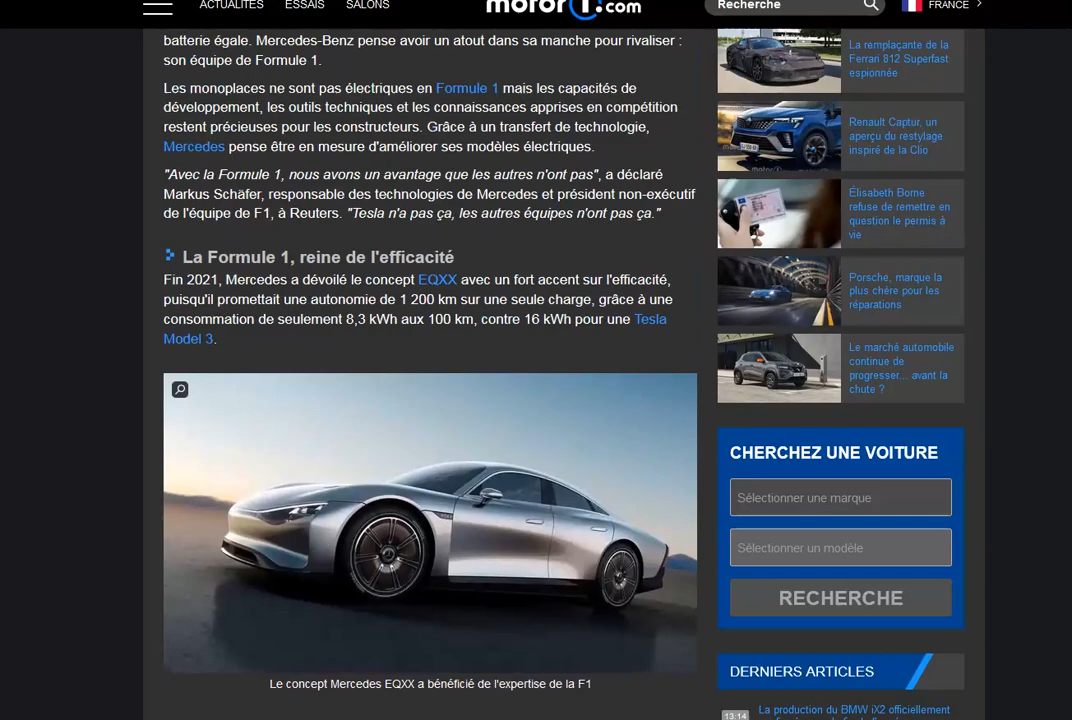 ACTUALITÉS ESSAIS SALONS
motor1.com
Recherche
FRANCE
batterie égale. Mercedes-Benz pense avoir un atout dans sa manche pour rivaliser :
son équipe de Formule 1.
Les monoplaces ne sont pas électriques en Formule 1 mais les capacités de
développement, les outils techniques et les connaissances apprises en compétition
restent précieuses pour les constructeurs. Grâce à un transfert de technologie,
Mercedes pense être en mesure d'améliorer ses modèles électriques.
"Avec la Formule 1, nous avons un avantage que les autres n'ont pas", a déclaré
Markus Schäfer, responsable des technologies de Mercedes et président non-exécutif
de l'équipe de F1, à Reuters. "Tesla n'a pas ça, les autres équipes n'ont pas ça."
La Formule 1, reine de l'efficacité
Fin 2021, Mercedes a dévoilé le concept EQXX avec un fort accent sur l'efficacité,
puisqu'il promettait une autonomie de 1 200 km sur une seule charge, grâce à une
consommation de seulement 8,3 kWh aux 100 km, contre 16 kWh pour une Tesla
Model 3.
Le concept Mercedes EQXX a bénéficié de l'expertise de la F1
La remplaçante de la
Ferrari 812 Superfast
espionnée
Renault Captur, un
aperçu du restylage
inspiré de la Clio
Élisabeth Borne
refuse de remettre en
question le permis à
vie
Porsche, marque la
plus chère pour les
réparations
Le marché automobile
continue de
progresser... avant la
chute ?
CHERCHEZ UNE VOITURE
Sélectionner une marque
Sélectionner un modèle
RECHERCHE
DERNIERS ARTICLES
13:14
La production du BMW iX2 officiellement